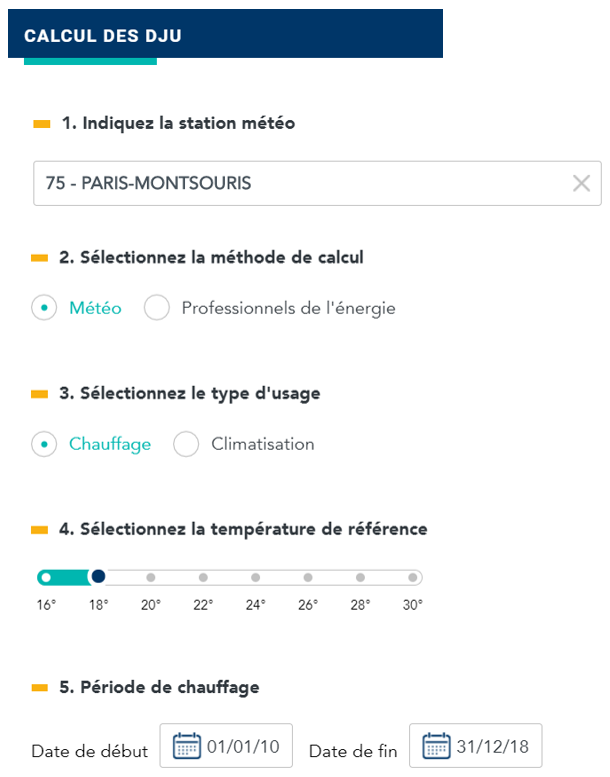 CALCUL DES DJU
1. Indiquez la station météo
75 - PARIS-MONTSOURIS
2. Sélectionnez la méthode de calcul
Météo Professionnels de l'énergie
3. Sélectionnez le type d'usage
Chauffage Climatisation
4. Sélectionnez la température de référence
16° 18° 20° 22° 24° 26° 28° 30°
5. Période de chauffage
Date de début 01/01/10 Date de fin 31/12/18